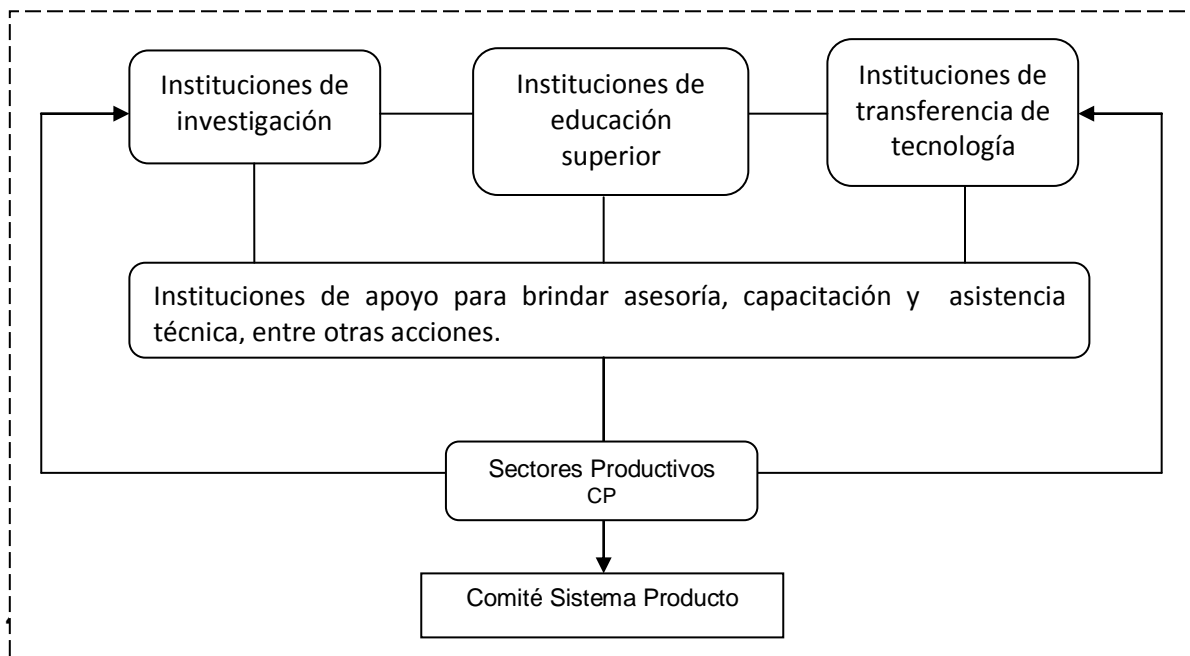 Instituciones de
investigación
Instituciones de
educación
superior
Instituciones de
transferencia de
tecnología
Instituciones de apoyo para brindar asesoría, capacitación y asistencia
técnica, entre otras acciones.
Sectores Productivos
CP
Comité Sistema Producto